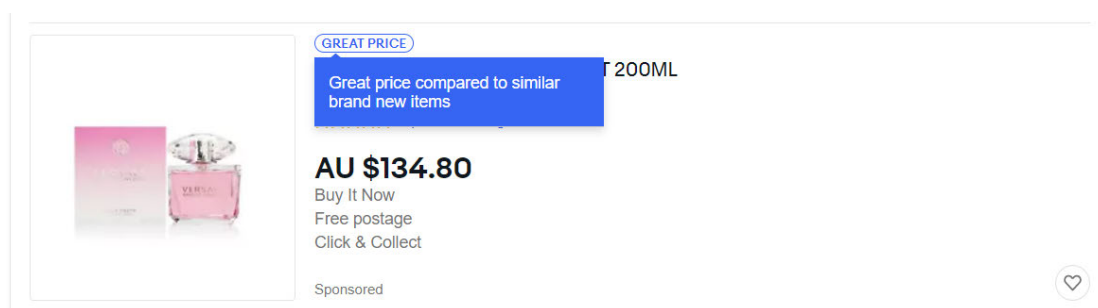 GREAT PRICE
Great price compared to similar
brand new items
T 200ML
AU $134.80
Buy It Now
Free postage
Click & Collect
Sponsored
VERSACE